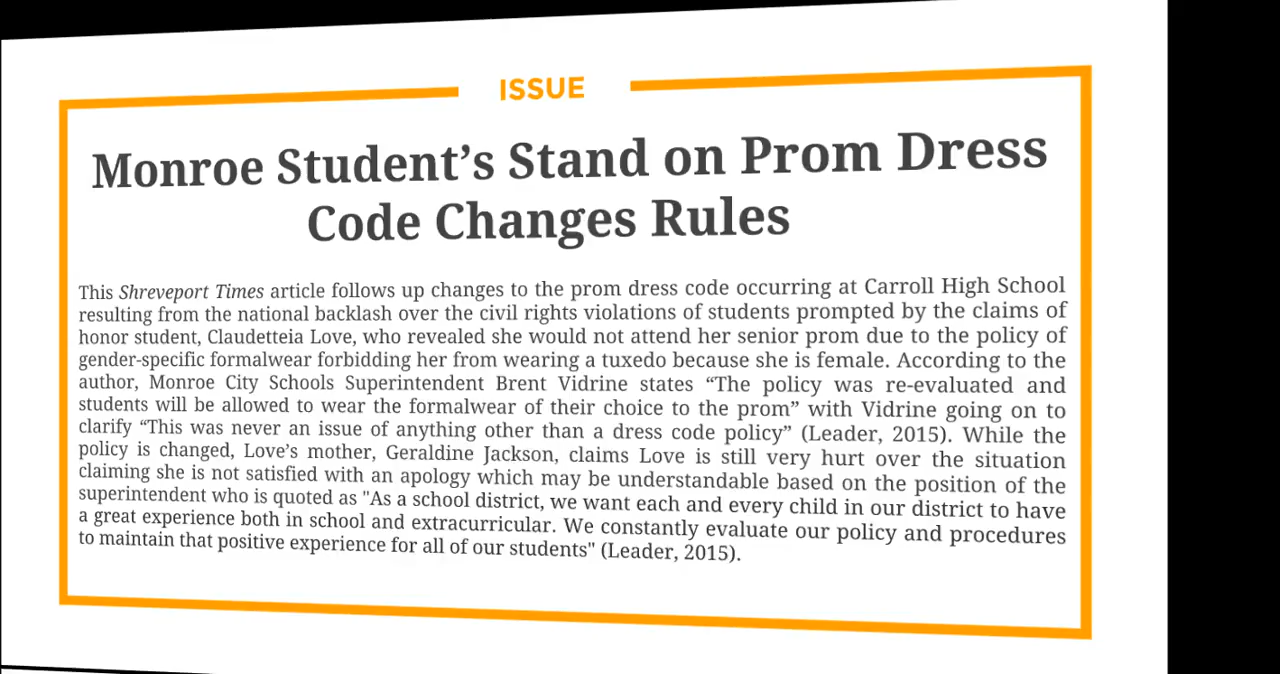 ISSUE
Monroe Student’s Stand on Prom Dress
Code Changes Rules
This Shreveport Times article follows up changes to the prom dress code occurring at Carroll High School
resulting from the national backlash over the civil rights violations of students prompted by the claims of
honor student, Claudetteia Love, who revealed she would not attend her senior prom due to the policy of
gender-specific formalwear forbidding her from wearing a tuxedo because she is female. According to the
author, Monroe City Schools Superintendent Brent Vidrine states “The policy was re-evaluated and
students will be allowed to wear the formalwear of their choice to the prom” with Vidrine going on to
clarify “This was never an issue of anything other than a dress code policy” (Leader, 2015). While the
policy is changed, Love’s mother, Geraldine Jackson, claims Love is still very hurt over the situation
claiming she is not satisfied with an apology which may be understandable based on the position of the
superintendent who is quoted as "As a school district, we want each and every child in our district to have
a great experience both in school and extracurricular. We constantly evaluate our policy and procedures
to maintain that positive experience for all of our students" (Leader, 2015).